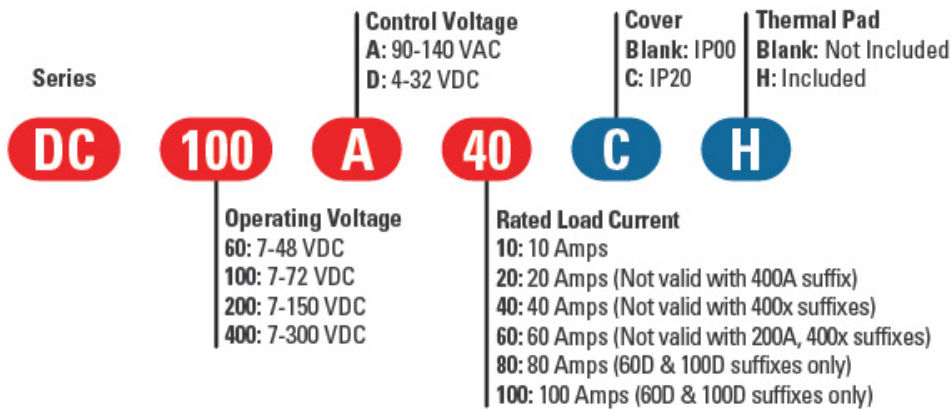 Control Voltage
A: 90-140 VAC
D: 4-32 VDC
Cover
Blank: IP00
C: IP20
Thermal Pad
Blank: Not Included
H: Included
Series
DC 100 A 40 C H
Operating Voltage
60: 7-48 VDC
100: 7-72 VDC
200: 7-150 VDC
400: 7-300 VDC
Rated Load Current
10: 10 Amps
20: 20 Amps (Not valid with 400A suffix)
40: 40 Amps (Not valid with 400x suffixes)
60: 60 Amps (Not valid with 200A, 400x suffixes)
80: 80 Amps (60D & 100D suffixes only)
100: 100 Amps (60D & 100D suffixes only)